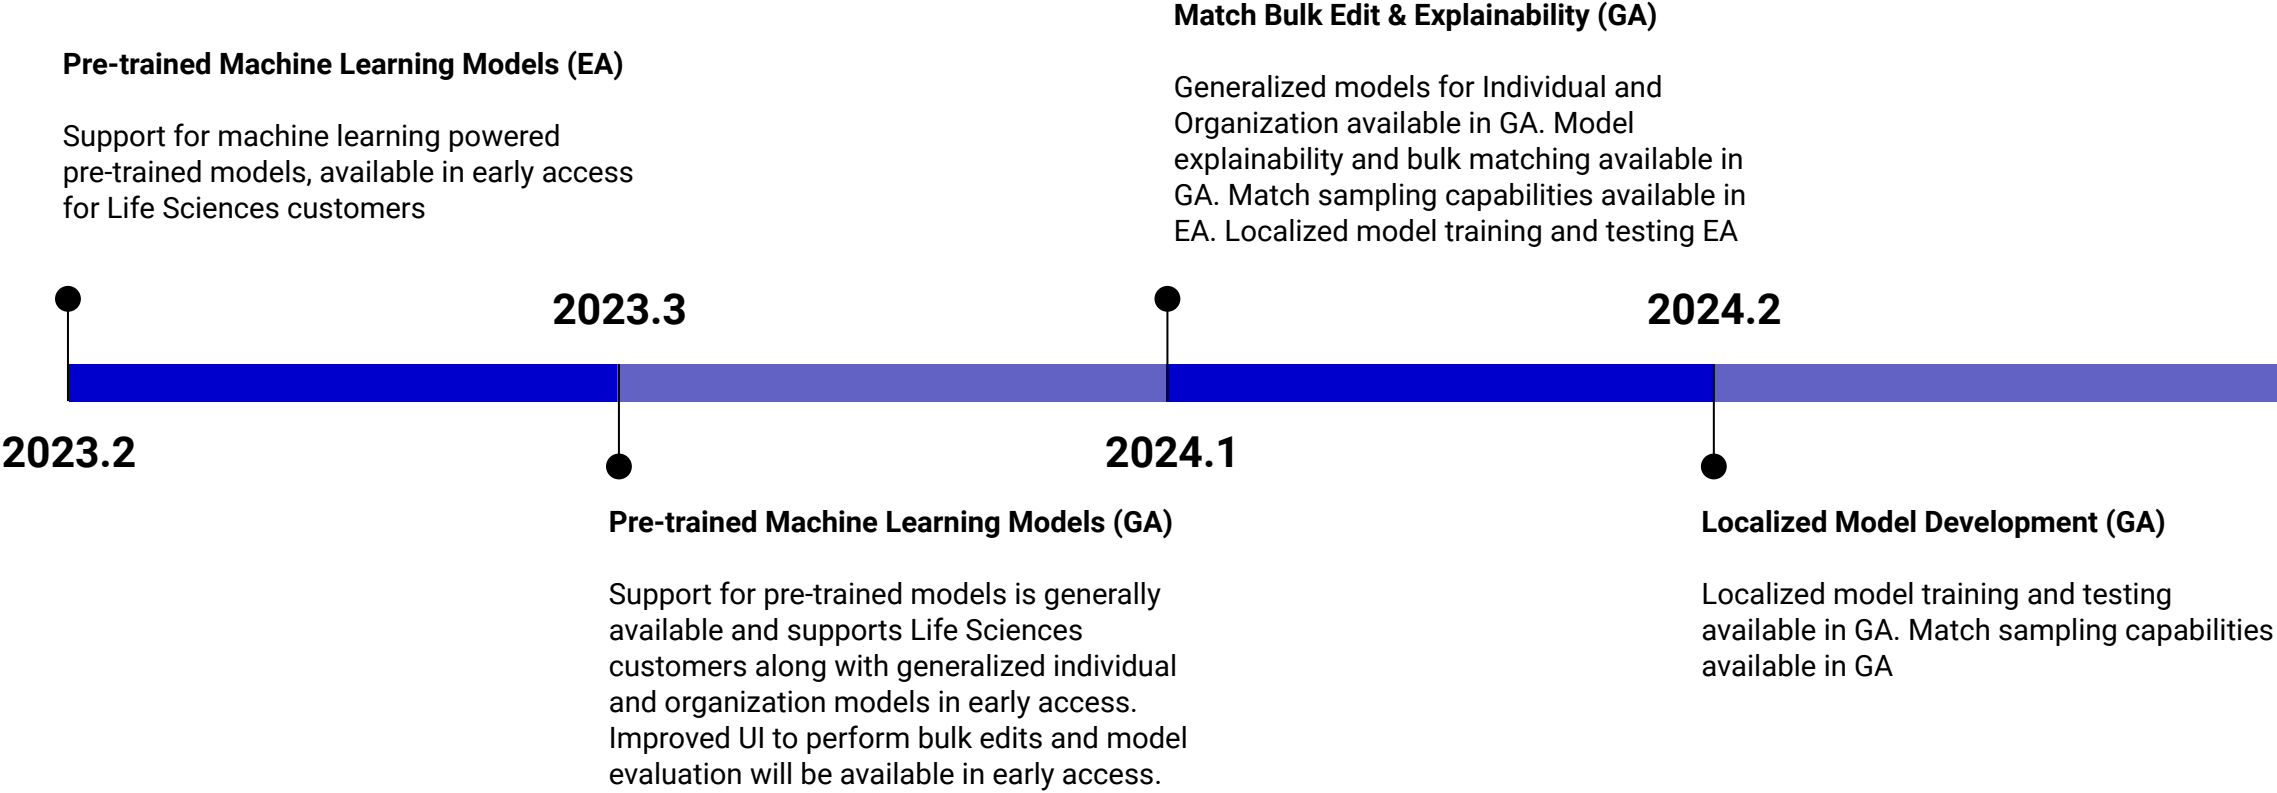 Match Bulk Edit & Explainability (GA)
Pre-trained Machine Learning Models (EA)
Generalized models for Individual and
Organization available in GA. Model
explainability and bulk matching available in
GA. Match sampling capabilities available in
EA. Localized model training and testing EA
Support for machine learning powered
pre-trained models, available in early access
for Life Sciences customers
2023.3
2024.2
2023.2
2024.1
Pre-trained Machine Learning Models (GA)
Support for pre-trained models is generally
available and supports Life Sciences
customers along with generalized individual
and organization models in early access.
Improved UI to perform bulk edits and model
evaluation will be available in early access.
Localized Model Development (GA)
Localized model training and testing
available in GA. Match sampling capabilities
available in GA